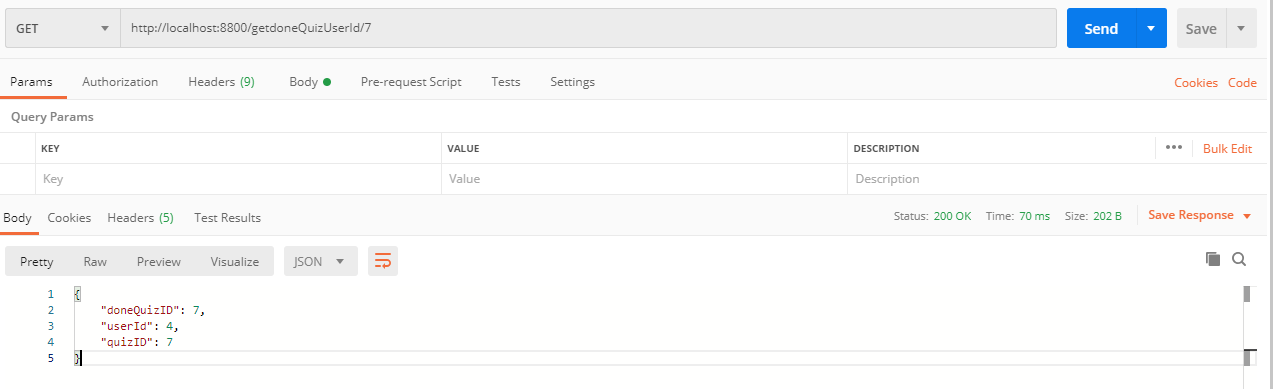 GET http://localhost:8800/getdoneQuizUserId/7 Send Save
Params Authorization Headers (9) Body Pre-request Script Tests Settings Cookies Code
Query Params
KEY VALUE DESCRIPTION ••• Bulk Edit
Key Value Description
Body Cookies Headers (5) Test Results Status: 200 OK Time: 70 ms Size: 202 B Save Response
Pretty Raw Preview Visualize JSON
1 {
2 "doneQuizID": 7,
3 "userId": 4,
4 "quizID": 7
5 }